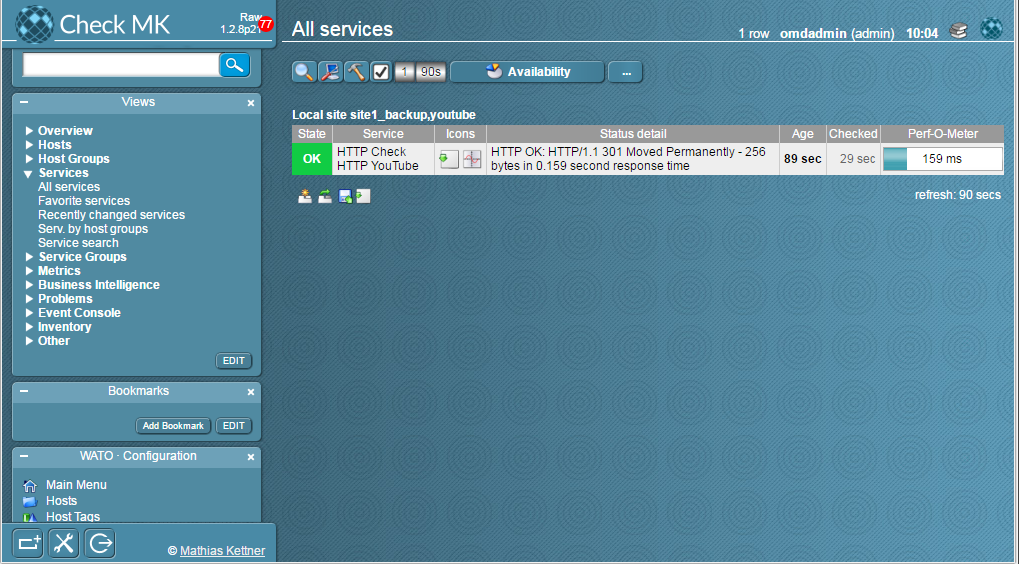 Check MK
Raw
1.2.8p2
77
Views
Overview
Hosts
Host Groups
Services
All services
Favorite services
Recently changed services
Serv. by host groups
Service search
Service Groups
Metrics
Business Intelligence
Problems
Event Console
Inventory
Other
EDIT
Bookmarks
Add Bookmark EDIT
WATO · Configuration
Main Menu
Hosts
Host Tags
© Mathias Kettner
All services
1 row omdadmin (admin) 10:04
1 90s Availability ...
Local site site1_backup,youtube
State Service Icons Status detail Age Checked Perf-O-Meter
OK HTTP Check HTTP OK: HTTP/1.1 301 Moved Permanently - 256 89 sec 29 sec 159 ms
HTTP YouTube bytes in 0.159 second response time
refresh: 90 secs